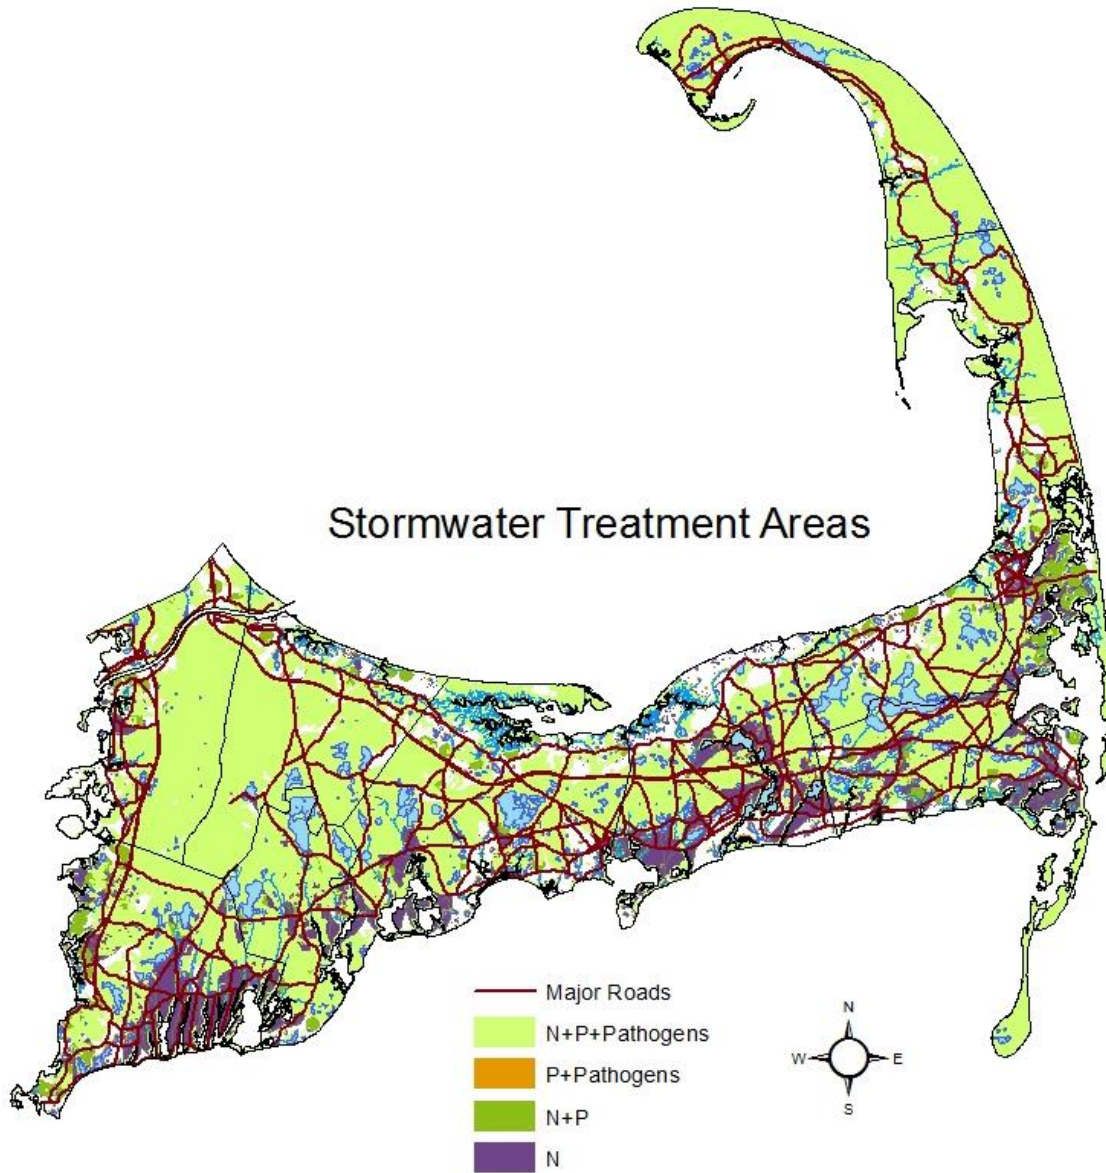 Stormwater Treatment Areas
Major Roads
N+P+Pathogens
P+Pathogens
N+P
N
N
W E
S